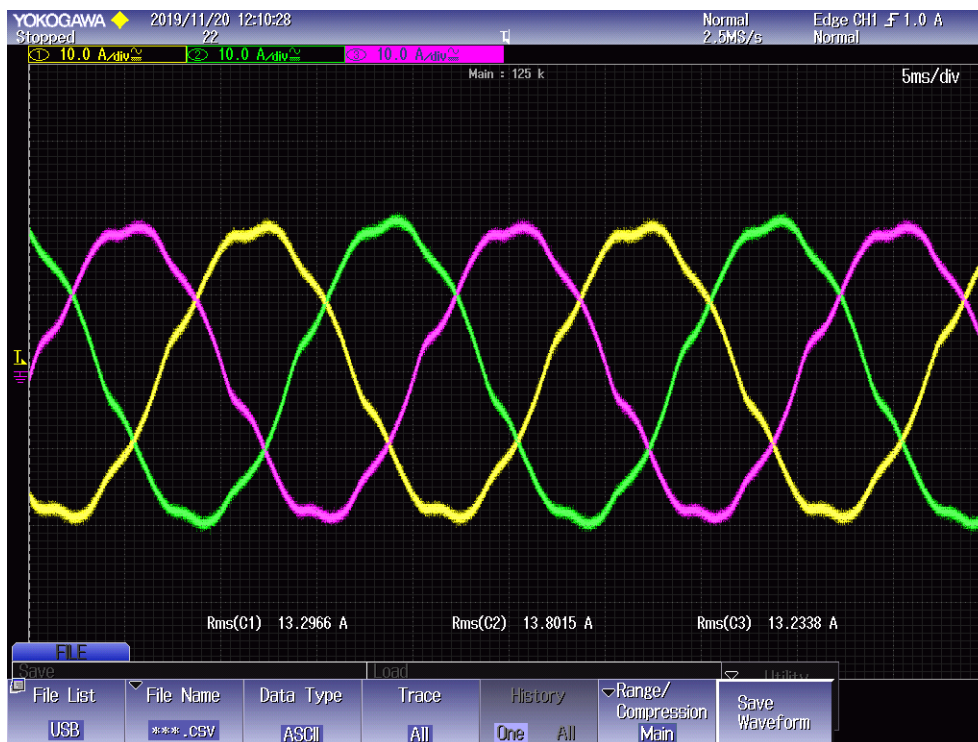 YOKOGAWA 2019/11/20 12:10:28 Normal Edge CH1 1.0 A
Stopped 22 2.5MS/s Normal
1 10.0 A/div 2 10.0 A/div 3 10.0 A/div
Main : 125 k
5ms/div
T
Rms(C1) 13.2966 A Rms(C2) 13.8015 A Rms(C3) 13.2338 A
FILE
Save Load Utility
File List File Name Data Type Trace History Range/Compression Save Waveform
USB ***.CSV ASCII All One All Main